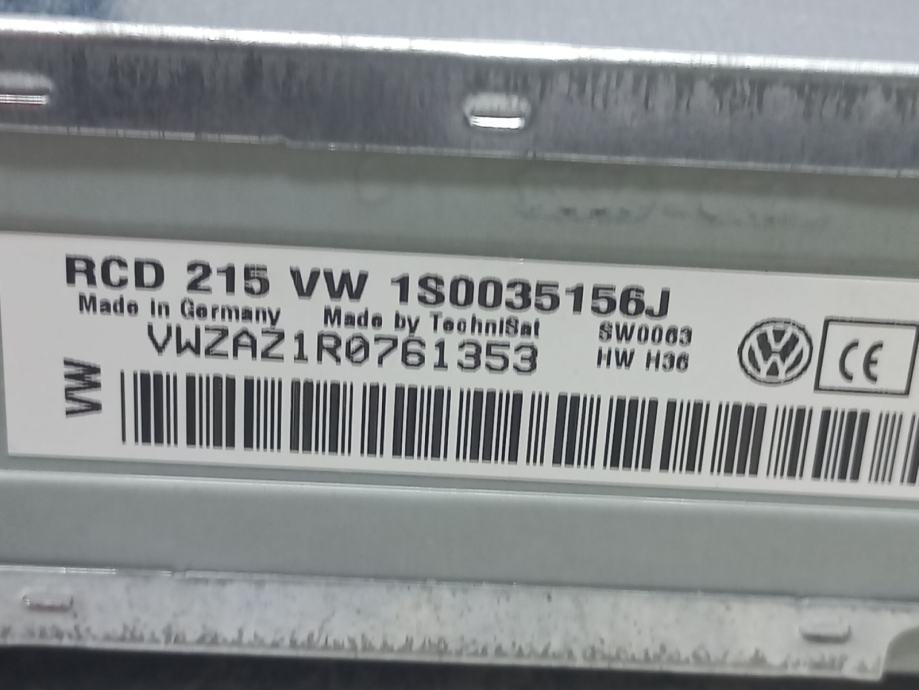 RCD 215 VW 1S0035156J
Made in Germany Made by TechniSat SW0063
VWZAZ1R0761353 HW H36
VW
CE